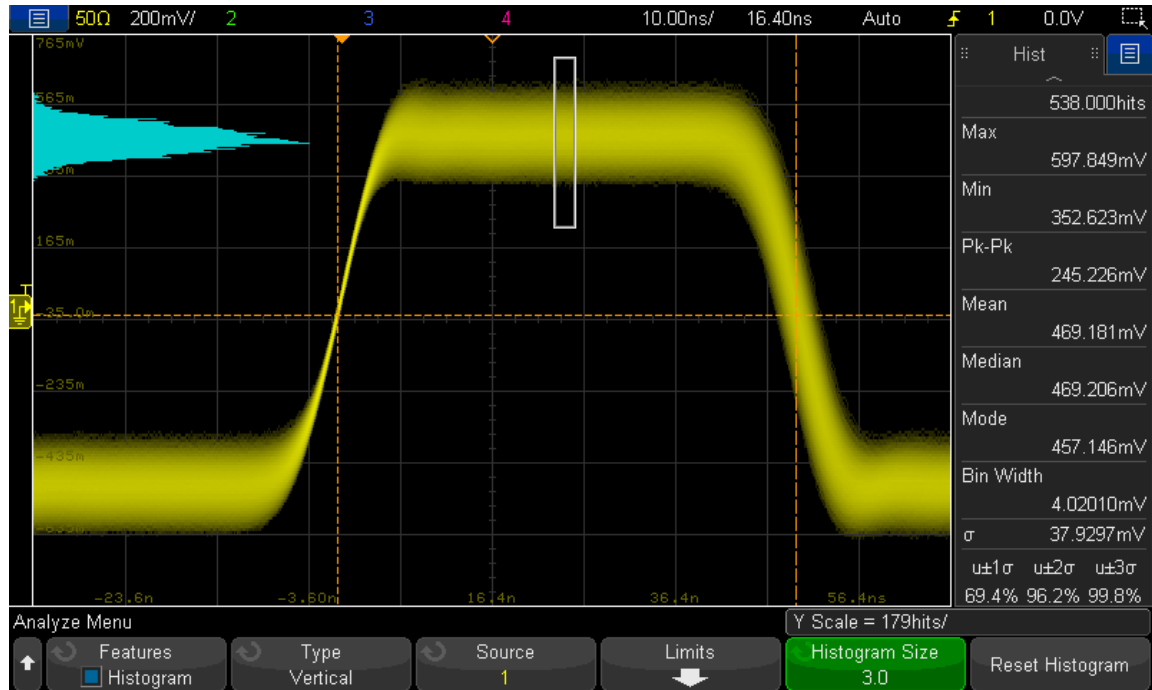 50Ω 200mV/ 2 3 4 10.00ns/ 16.40ns Auto 1 0.0V
765mV
565m
165m
-35.0m
-235m
-435m
-23.6n -3.60n 16.4n 36.4n 56.4ns
1
T
Hist
538.000hits
Max
597.849mV
Min
352.623mV
Pk-Pk
245.226mV
Mean
469.181mV
Median
469.206mV
Mode
457.146mV
Bin Width
4.02010mV
σ 37.9297mV
u±1σ u±2σ u±3σ
69.4% 96.2% 99.8%
Analyze Menu
Y Scale = 179hits/
Features
Histogram
Type
Vertical
Source
1
Limits
Histogram Size
3.0
Reset Histogram